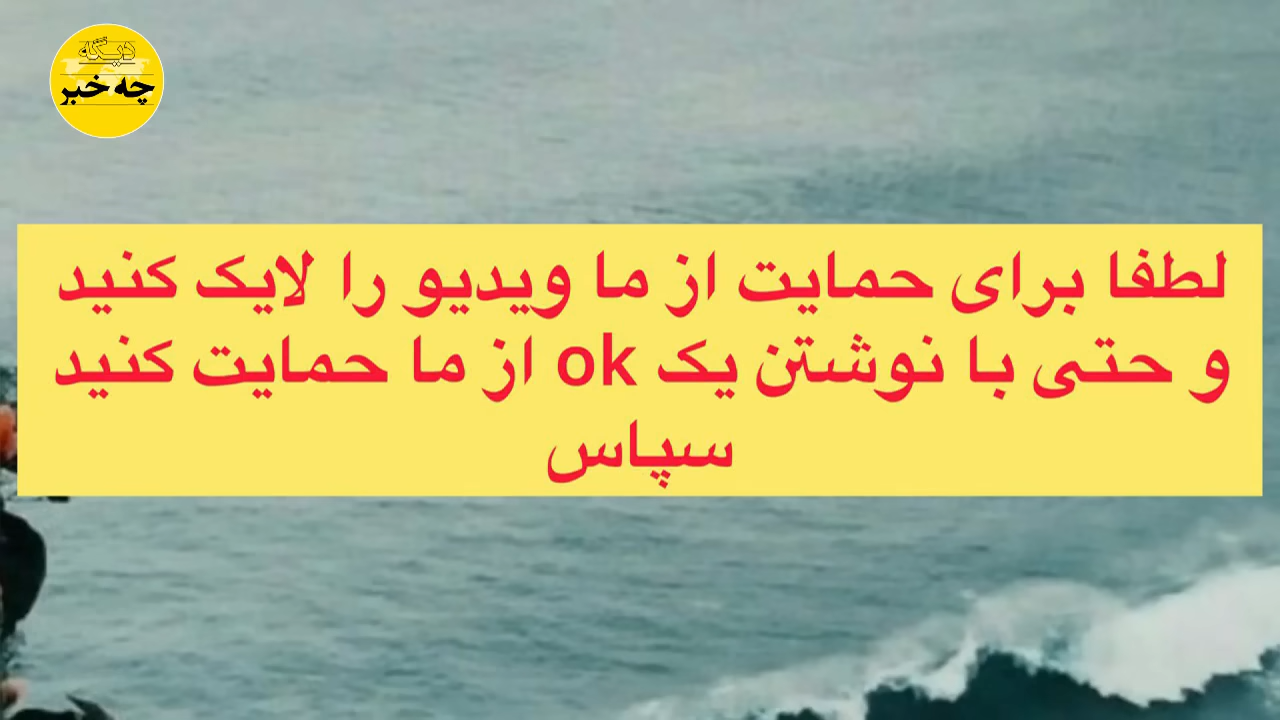 دیگه
چه خبر
لطفا برای حمایت از ما ویدیو را لایک کنید
و حتی با نوشتن یک ok از ما حمایت کنید
سپاس